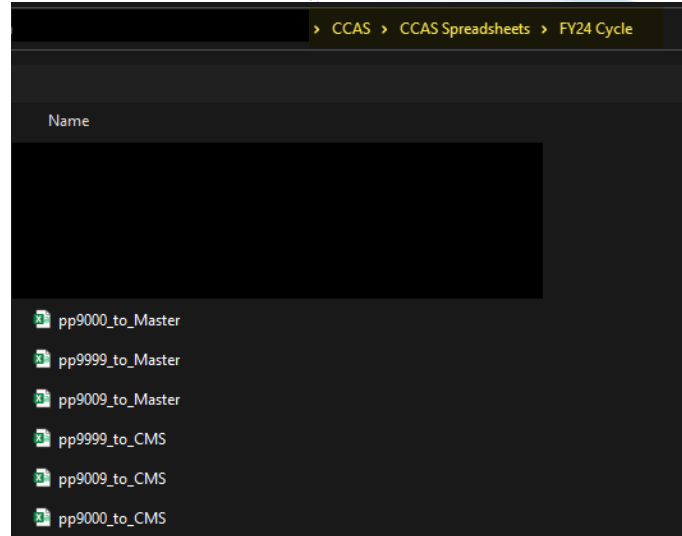 > CCAS > CCAS Spreadsheets > FY24 Cycle
Name
pp9000_to_Master
pp9999_to_Master
pp9009_to_Master
pp9999_to_CMS
pp9009_to_CMS
pp9000_to_CMS